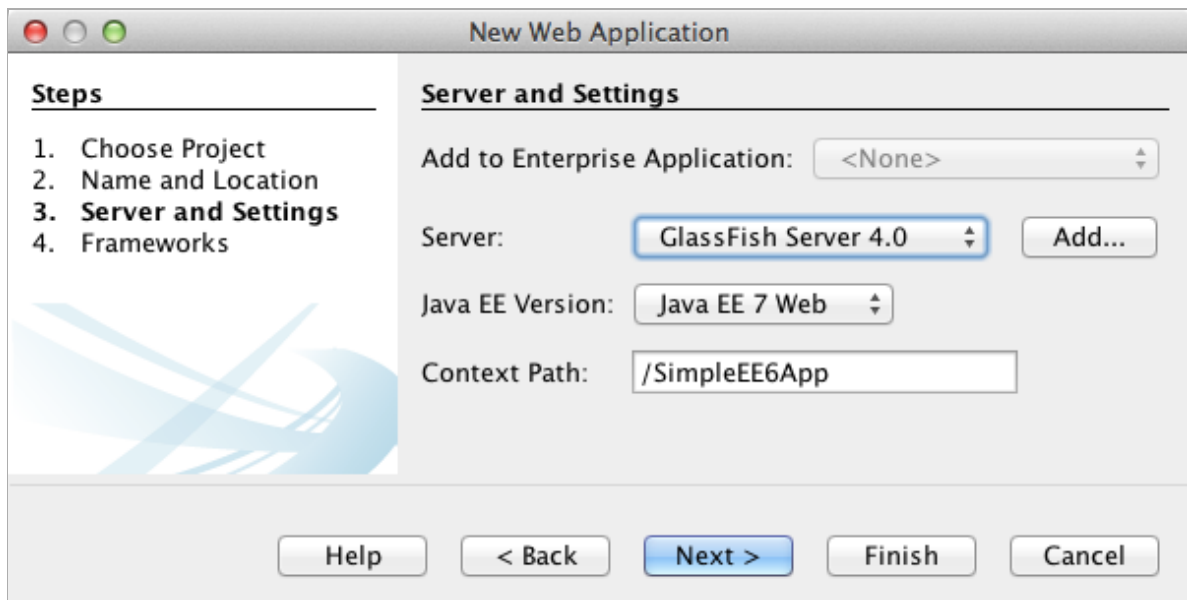 New Web Application
Steps
1. Choose Project
2. Name and Location
3. Server and Settings
4. Frameworks
Server and Settings
Add to Enterprise Application: <None>
Server: GlassFish Server 4.0 Add...
Java EE Version: Java EE 7 Web
Context Path: /SimpleEE6App
Help < Back Next > Finish Cancel